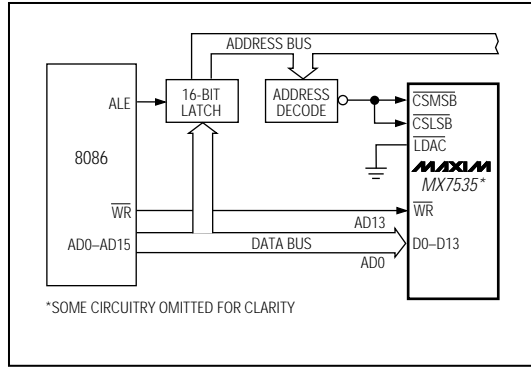 ADDRESS BUS
ALE
16-BIT
LATCH
ADDRESS
DECODE
CSMSB
CSLSB
LDAC
8086
MAXIM
MX7535*
WR
WR
AD13
AD0–AD15
DATA BUS
D0–D13
AD0
*SOME CIRCUITRY OMITTED FOR CLARITY